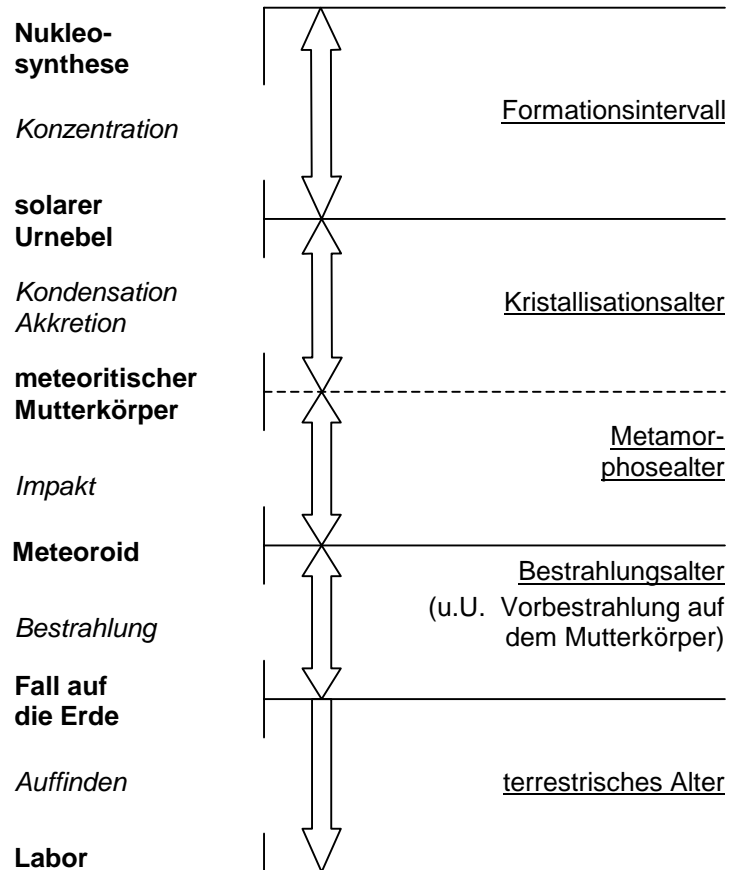 Nukleo-
synthese
Konzentration
Formationsintervall
solarer
Urnebel
Kondensation
Akkretion
Kristallisationsalter
meteoritischer
Mutterkörper
Metamor-
phosealter
Impakt
Meteoroid
Bestrahlungsalter
(u.U. Vorbestrahlung auf
dem Mutterkörper)
Bestrahlung
Fall auf
die Erde
Auffinden
terrestrisches Alter
Labor